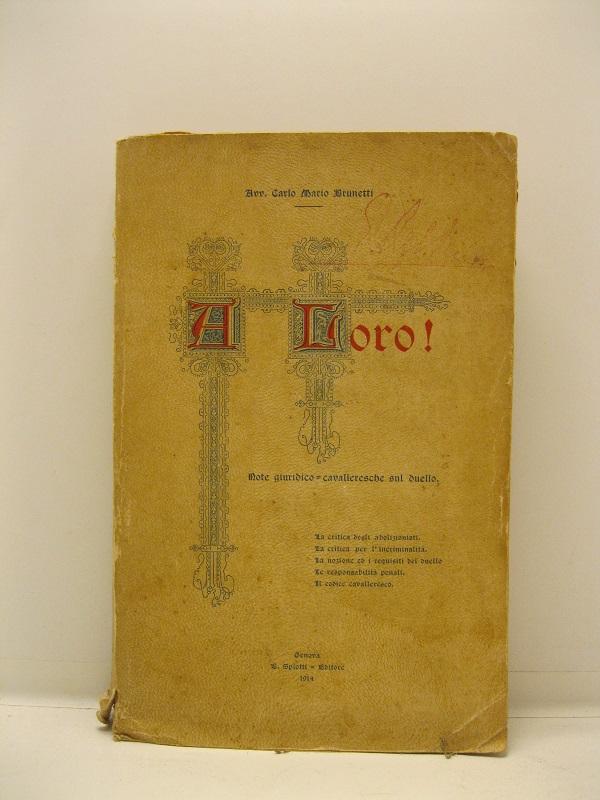 Avv. Carlo Mario Brunetti
A Loro!
Note giuridico=cavalleresche sul duello.
La critica degli abolizionisti.
La critica per l'incriminalità.
La nozione ed i requisiti del duello
Le responsabilità penali.
Il codice cavalleresco.
Genova
Spiotti = Editore
1914